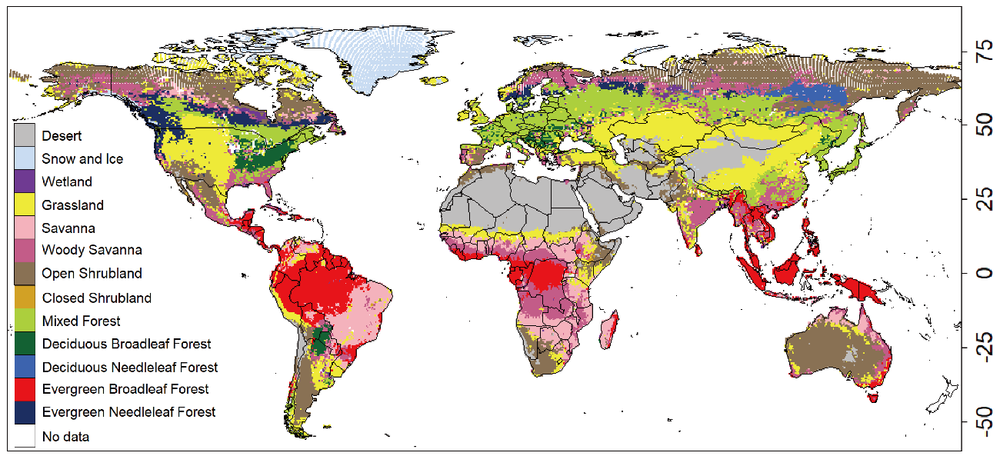 Desert
Snow and Ice
Wetland
Grassland
Savanna
Woody Savanna
Open Shrubland
Closed Shrubland
Mixed Forest
Deciduous Broadleaf Forest
Deciduous Needleleaf Forest
Evergreen Broadleaf Forest
Evergreen Needleleaf Forest
No data
75
50
25
0
-25
-50